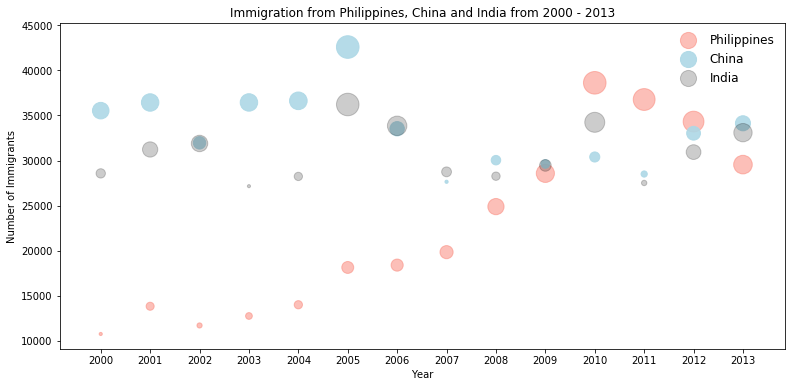 Immigration from Philippines, China and India from 2000 - 2013
Philippines
China
India
Number of Immigrants
45000
40000
35000
30000
25000
20000
15000
10000
2000 2001 2002 2003 2004 2005 2006 2007 2008 2009 2010 2011 2012 2013
Year